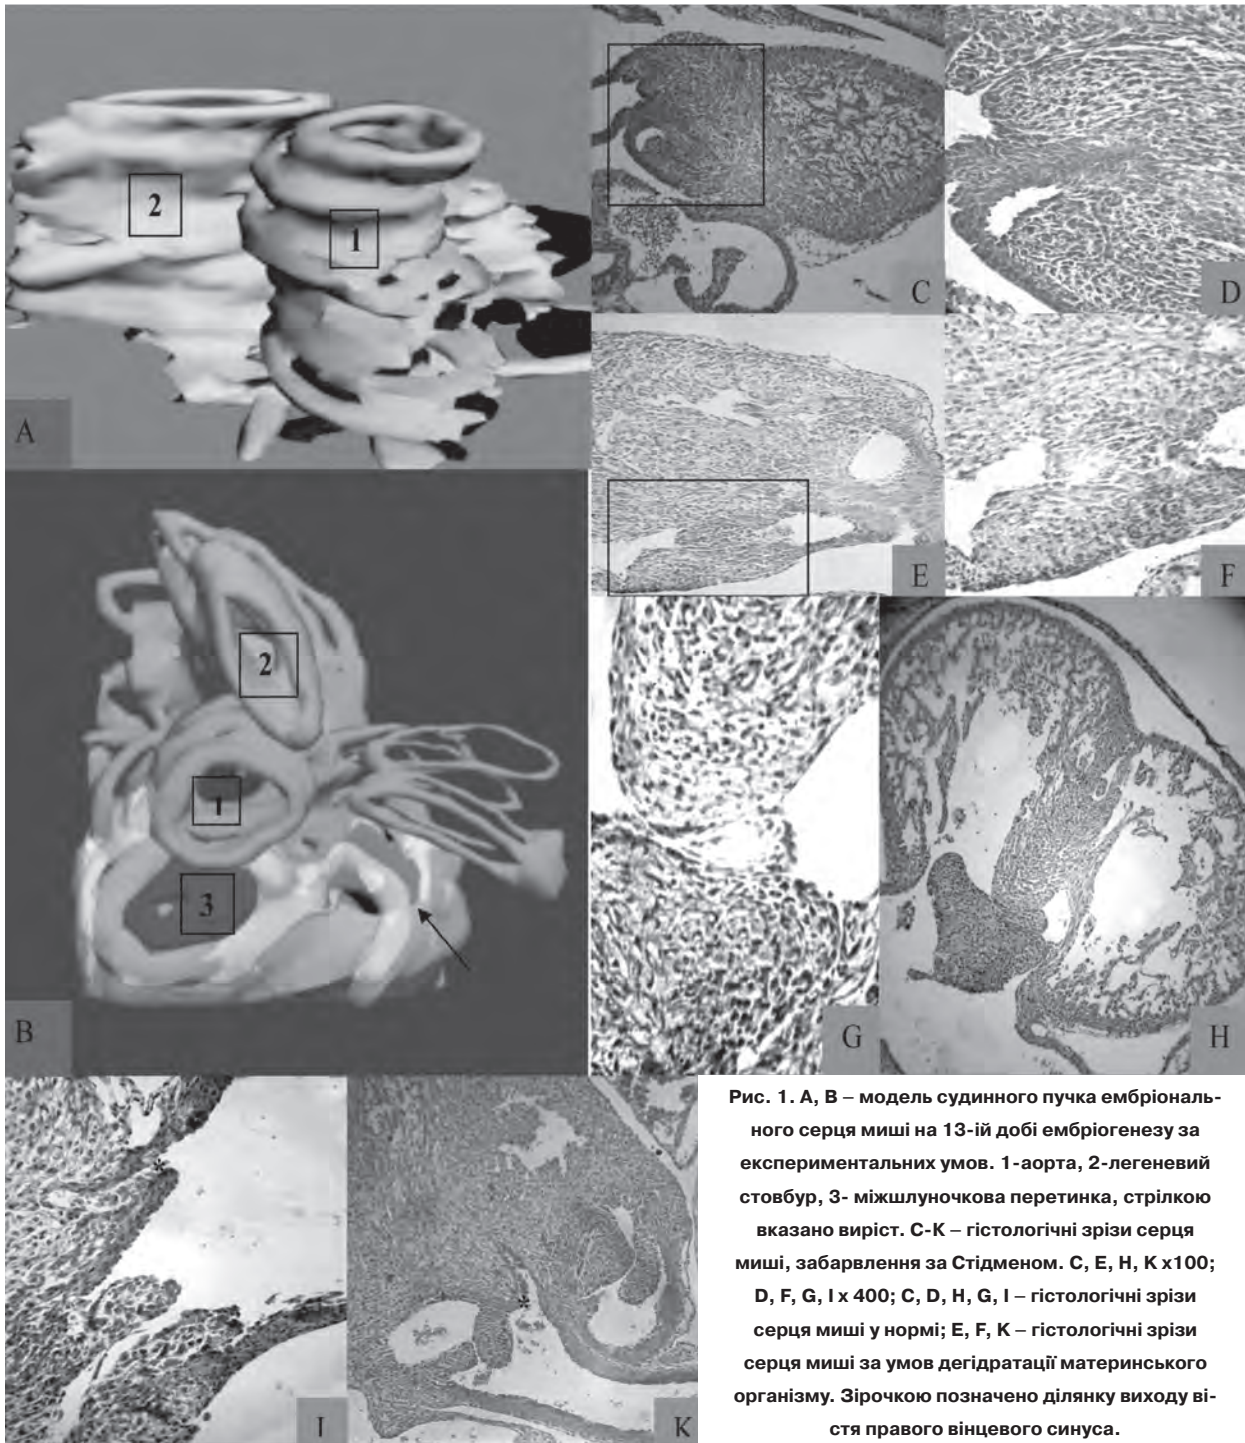 2
1
A
C
D
E
F
2
1
3
B
G
H
I
K
Рис. 1. А, В – модель судинного пучка ембріональ-
ного серця миші на 13-ій добі ембріогенезу за
експериментальних умов. 1-аорта, 2-легеневий
стовбур, 3- міжшлуночкова перетинка, стрілкою
вказано виріст. С-К – гістологічні зрізи серця
миші, забарвлення за Стідменом. С, Е, Н, К х100;
D, F, G, I х 400; C, D, H, G, I – гістологічні зрізи
серця миші у нормі; E, F, K – гістологічні зрізи
серця миші за умов дегідратації материнського
організму. Зірочкою позначено ділянку виходу ві-
стя правого вінцевого синуса.